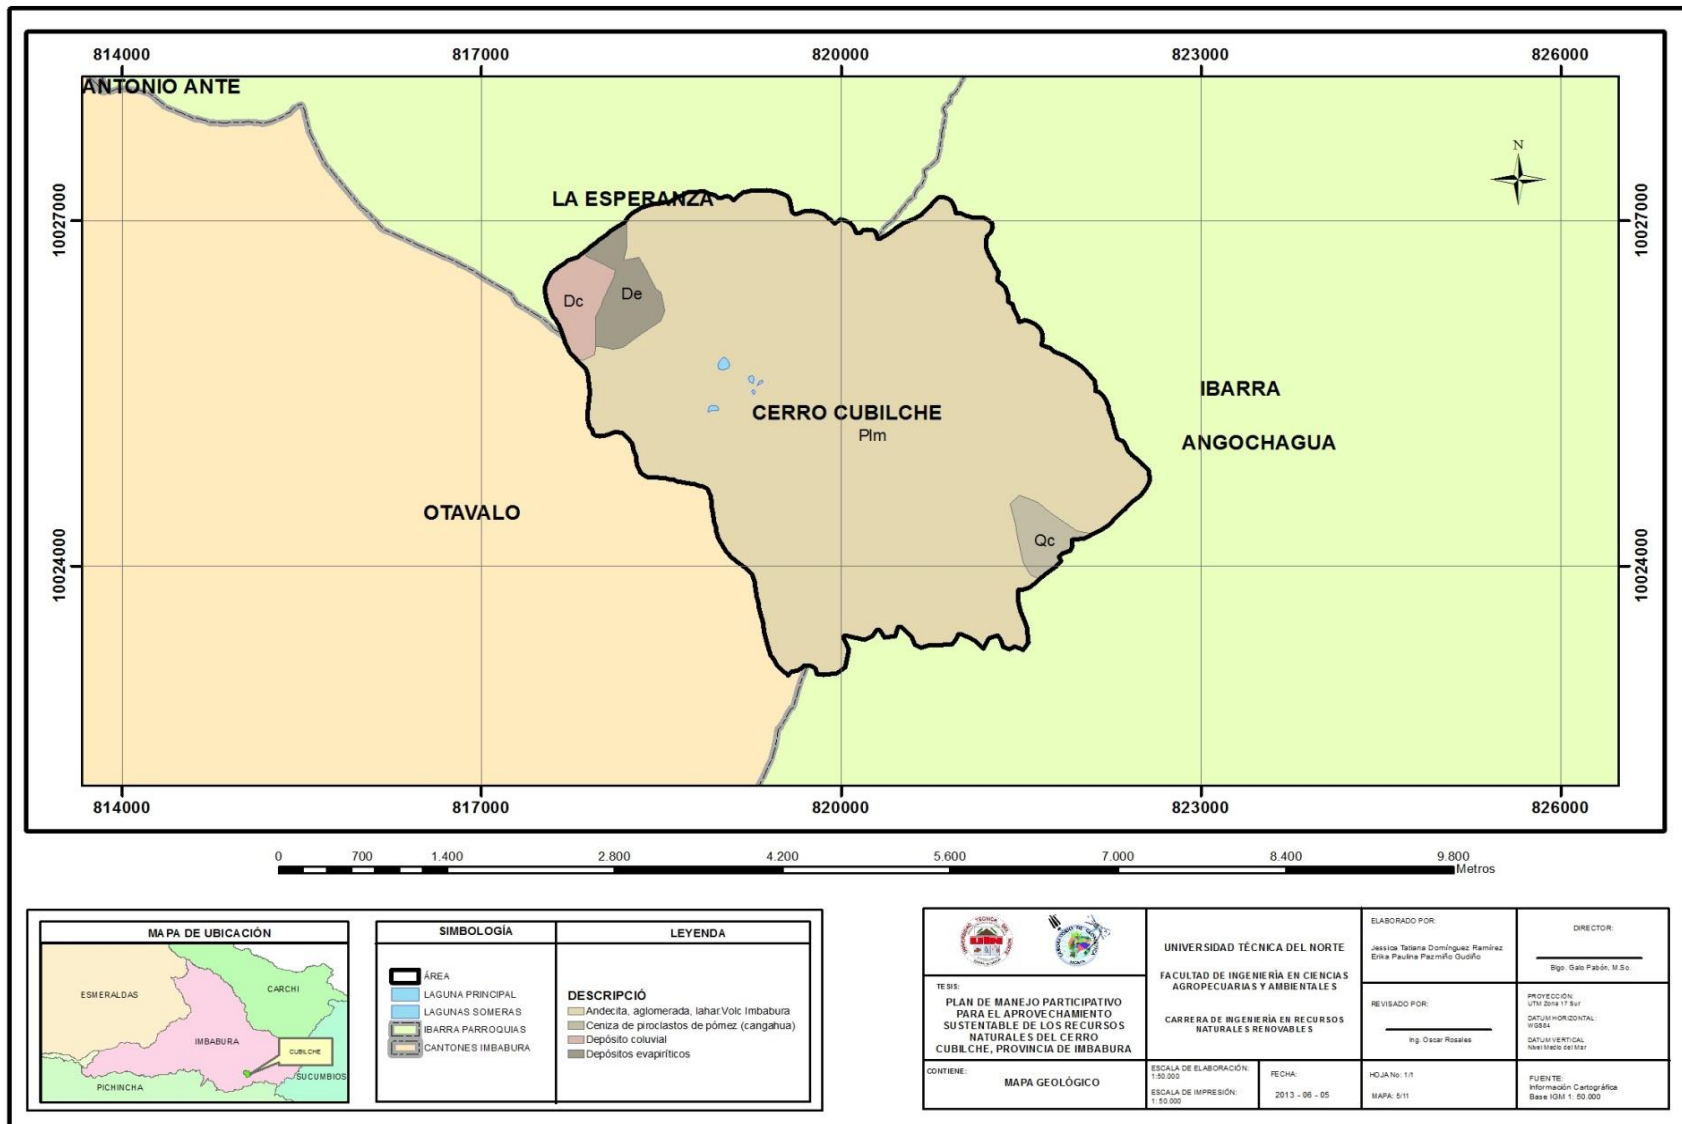 814000 817000 820000 823000 826000
ANTONIO ANTE
N
LA ESPERANZA
10027000 10027000
Dc De
IBARRA
CERRO CUBILCHE
Plm
ANGOCHAGUA
OTAVALO
Qc
10024000 10024000
814000 817000 820000 823000 826000
0 700 1.400 2.800 4.200 5.600 7.000 8.400 9.800
Metros
MAPA DE UBICACIÓN
ESMERALDAS
CARCHI
IMBABURA
CUBILCHE
SUCUMBIOS
PICHINCHA
SIMBOLOGÍA
ÁREA
LAGUNA PRINCIPAL
LAGUNAS SOMERAS
IBARRA PARROQUIAS
CANTONES IMBABURA
LEYENDA
DESCRIPCIÓ
Andecita, aglomerada, lahar:Volc Imbabura
Ceniza de piroclastos de pómez (cangahua)
Depósito coluvial
Depósitos evapiríticos
TESIS:
PLAN DE MANEJO PARTICIPATIVO
PARA EL APROVECHAMIENTO
SUSTENTABLE DE LOS RECURSOS
NATURALES DEL CERRO
CUBILCHE, PROVINCIA DE IMBABURA
CONTIENE:
MAPA GEOLÓGICO
UNIVERSIDAD TÉCNICA DEL NORTE
FACULTAD DE INGENIERÍA EN CIENCIAS
AGROPECUARIAS Y AMBIENTALES
CARRERA DE INGENIERÍA EN RECURSOS
NATURALES RENOVABLES
ESCALA DE ELABORACIÓN:
1:50.000
ESCALA DE IMPRESIÓN:
1: 50.000
FECHA:
2013 - 06 - 05
ELABORADO POR:
Jessica Tatiana Domínguez Ramírez
Erika Paulina Pazmiño Gudiño
DIRECTOR:
Blgo. Galo Pabón, M.Sc.
REVISADO POR:
Ing. Oscar Rosales
PROYECCIÓN:
UTM Zona 17 Sur
DATUM HORIZONTAL:
WGS84
DATUM VERTICAL:
Nivel Medio del Mar
HOJA No: 1/1
MAPA: 5/11
FUENTE:
Información Cartográfica
Base IGM 1: 50.000